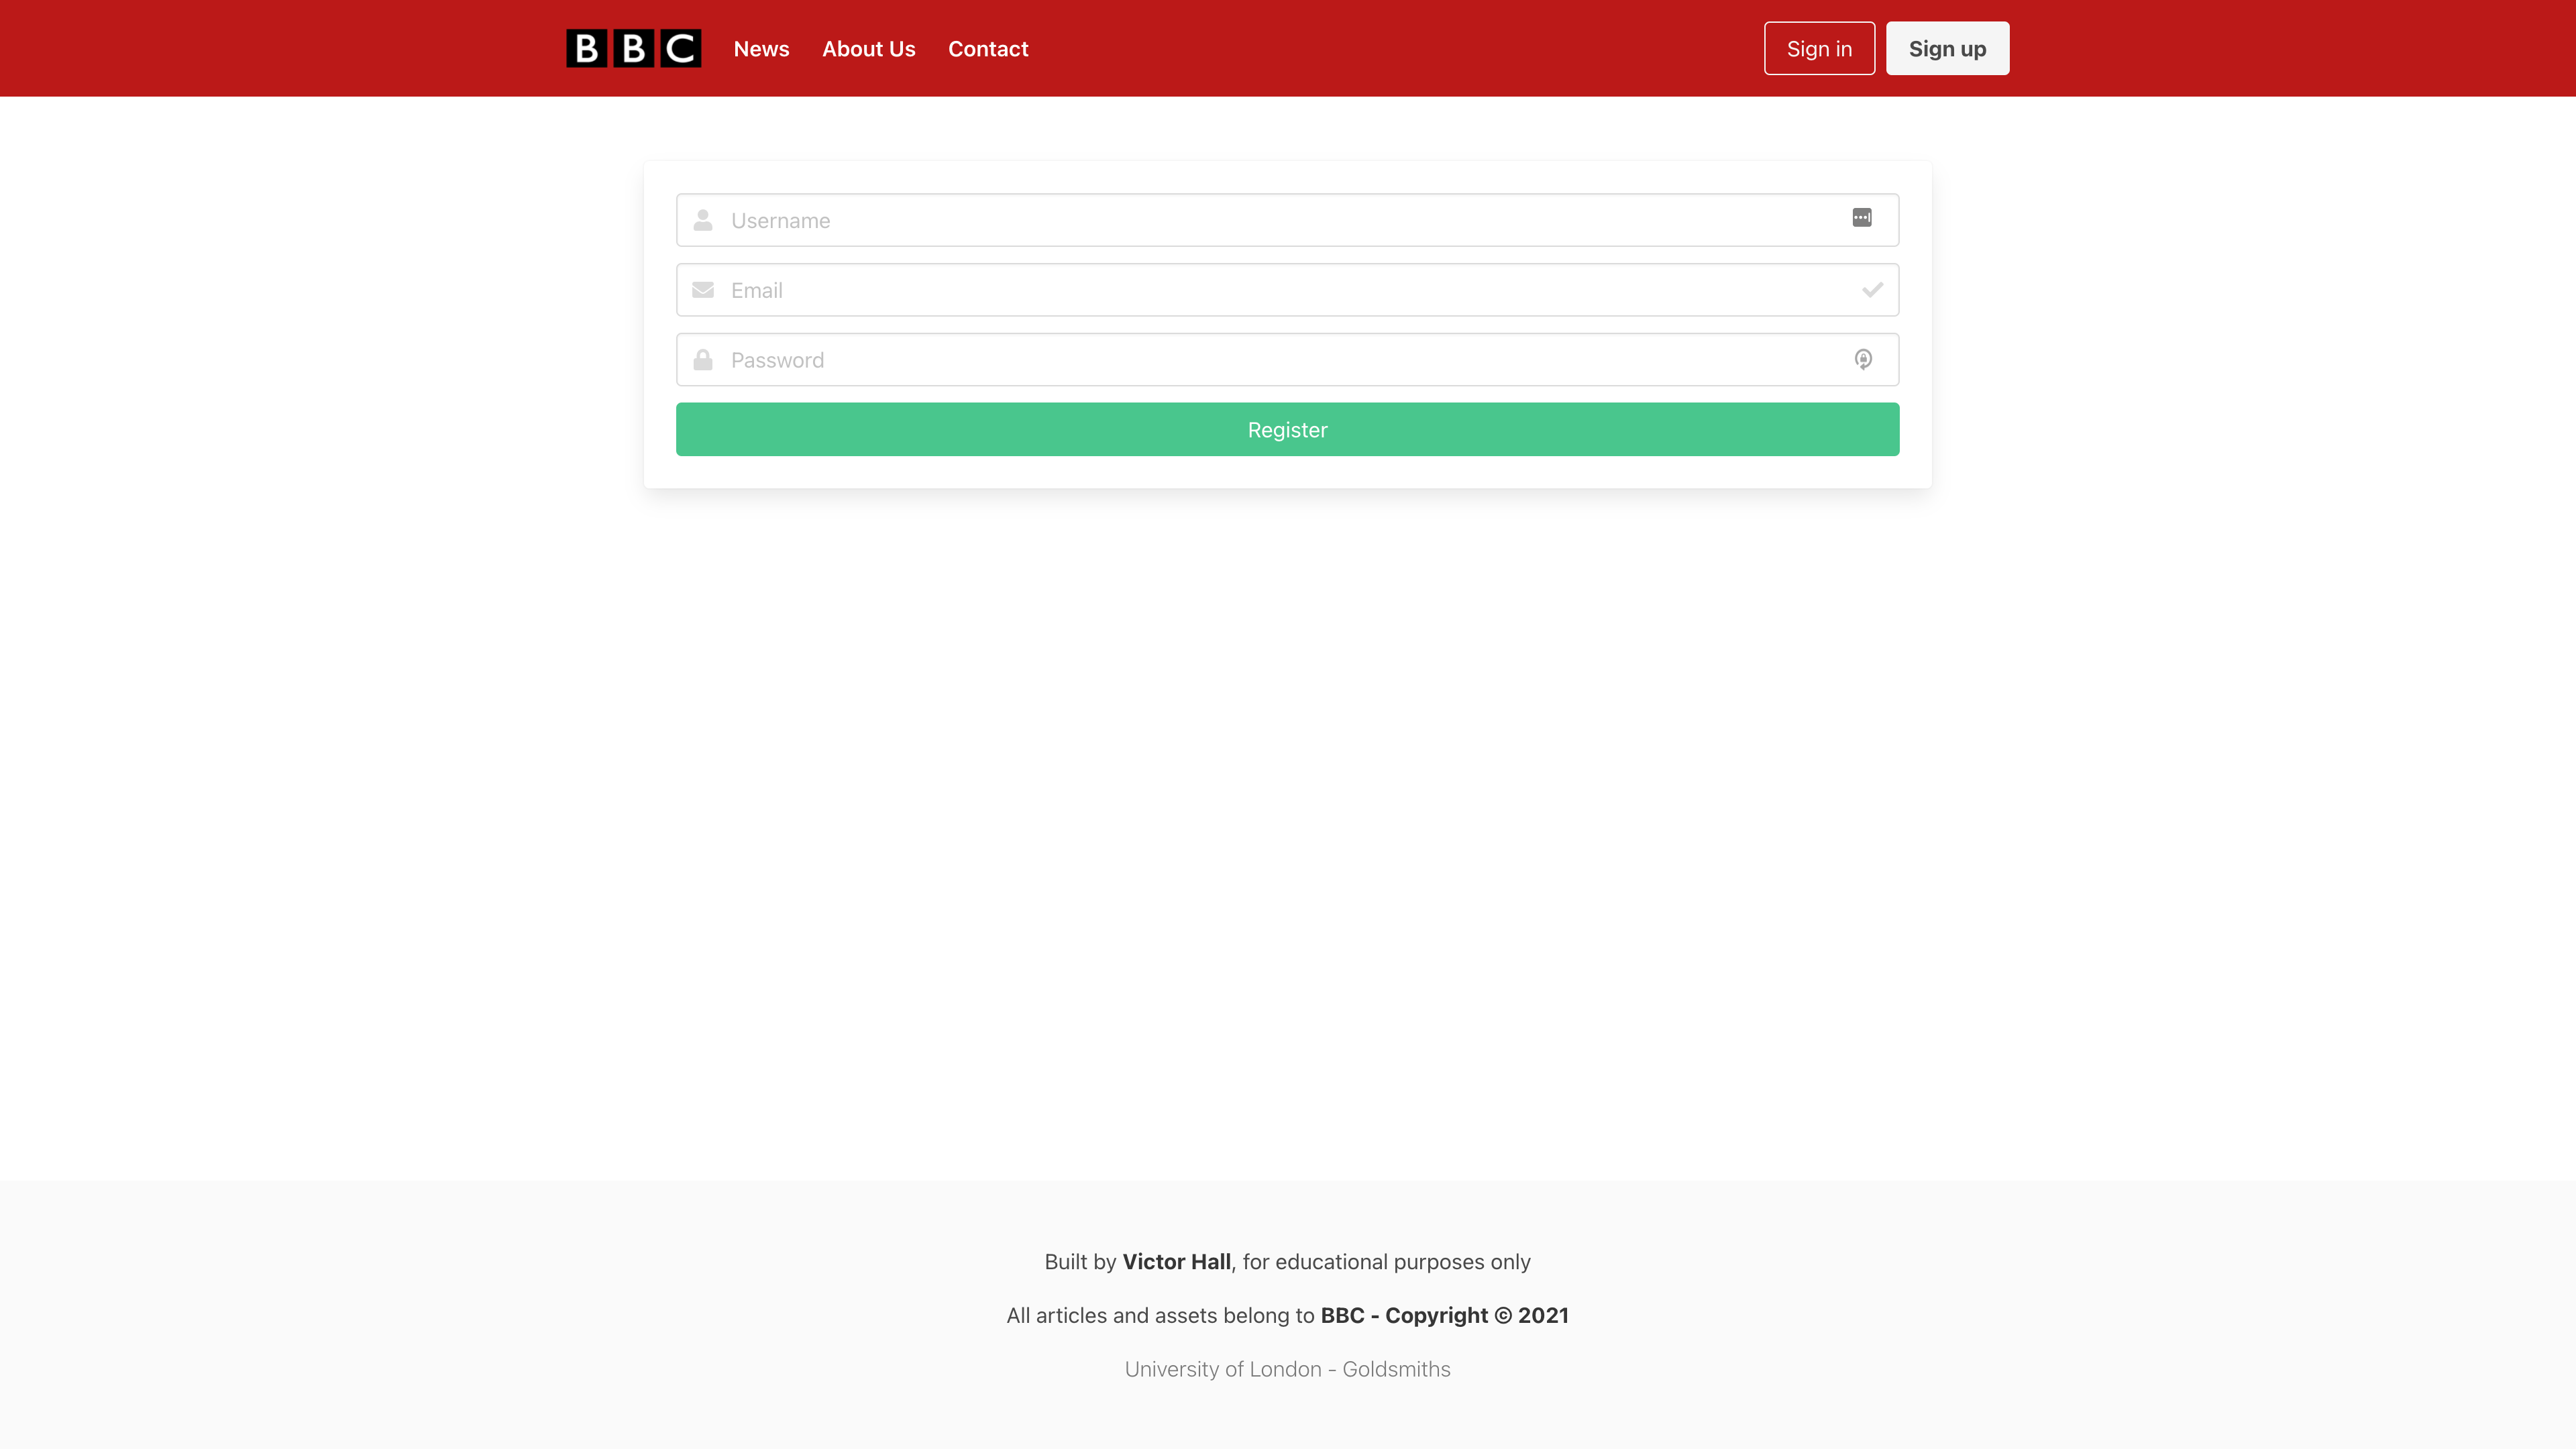 BBC News About Us Contact Sign in Sign up
Username
Email
Password
Register
Built by Victor Hall, for educational purposes only
All articles and assets belong to BBC - Copyright © 2021
University of London - Goldsmiths